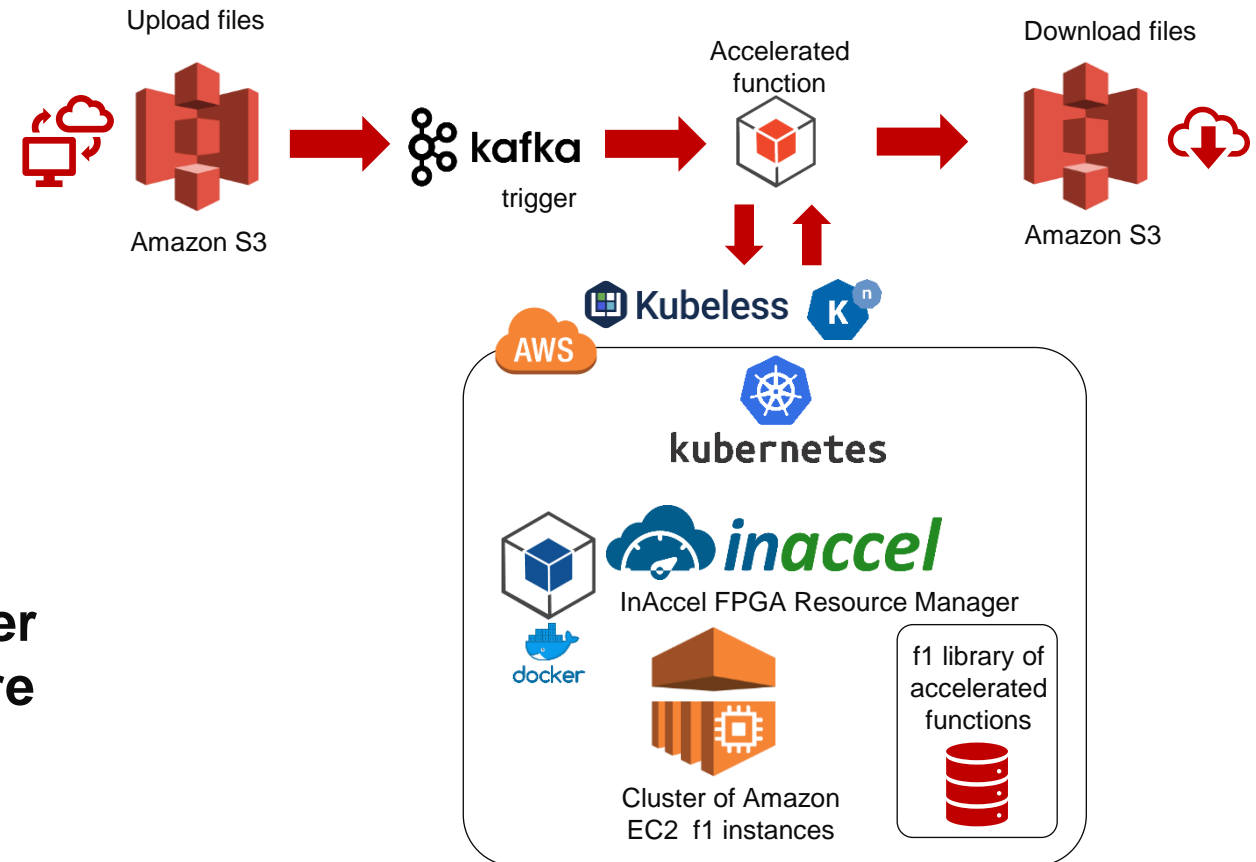 Upload files
Amazon S3
kafka
trigger
Accelerated
function
Download files
Amazon S3
Kubeless
K
n
AWS
kubernetes
inaccel
InAccel FPGA Resource Manager
docker
Cluster of Amazon
EC2 f1 instances
f1 library of
accelerated
functions
er
re